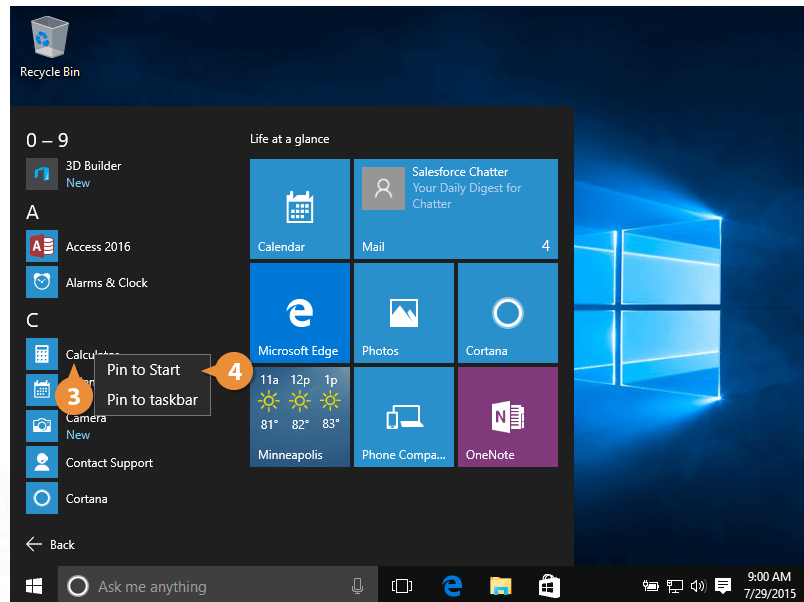 Recycle Bin
0 – 9
3D Builder
New
A
Access 2016
Alarms & Clock
C
Calculator
3
Pin to Start
4
Pin to taskbar
Camera
New
Contact Support
Cortana
Back
Life at a glance
Calendar
Salesforce Chatter
Your Daily Digest for
Chatter
Mail 4
Microsoft Edge
Photos
Cortana
11a 12p 1p
81° 82° 83°
Minneapolis
Phone Compa...
OneNote
Ask me anything
9:00 AM
7/29/2015